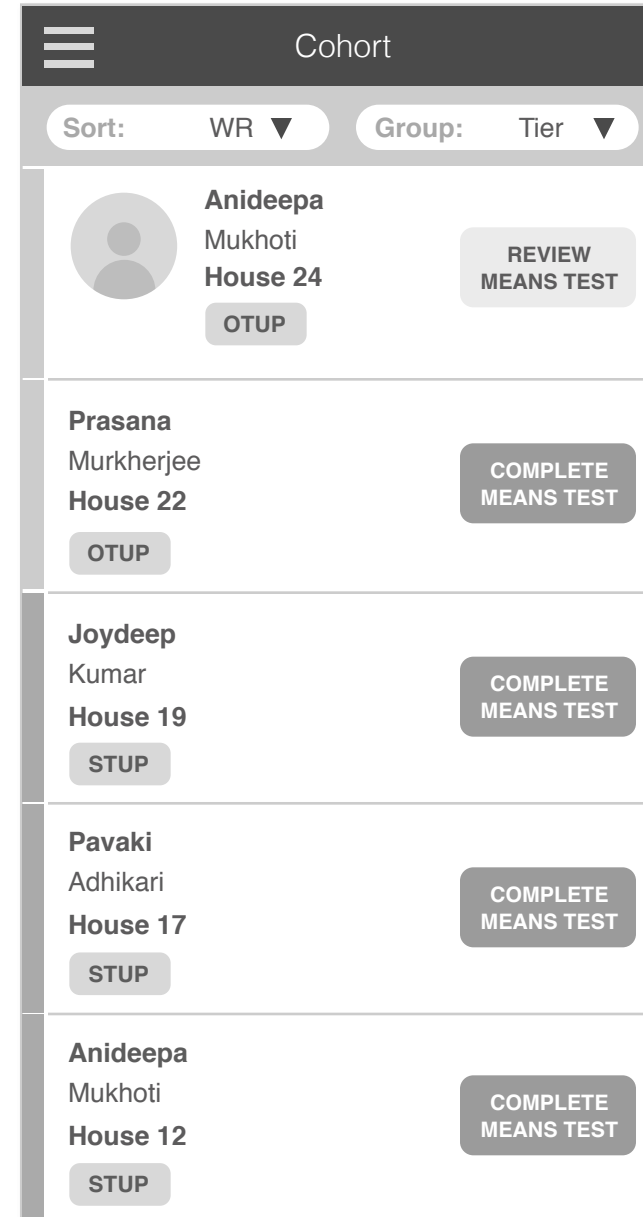 Cohort
Sort: WR ▼ Group: Tier ▼
Anideepa
Mukhoti
House 24
OTUP
REVIEW
MEANS TEST
Prasana
Murkherjee
House 22
OTUP
COMPLETE
MEANS TEST
Joydeep
Kumar
House 19
STUP
COMPLETE
MEANS TEST
Pavaki
Adhikari
House 17
STUP
COMPLETE
MEANS TEST
Anideepa
Mukhoti
House 12
STUP
COMPLETE
MEANS TEST